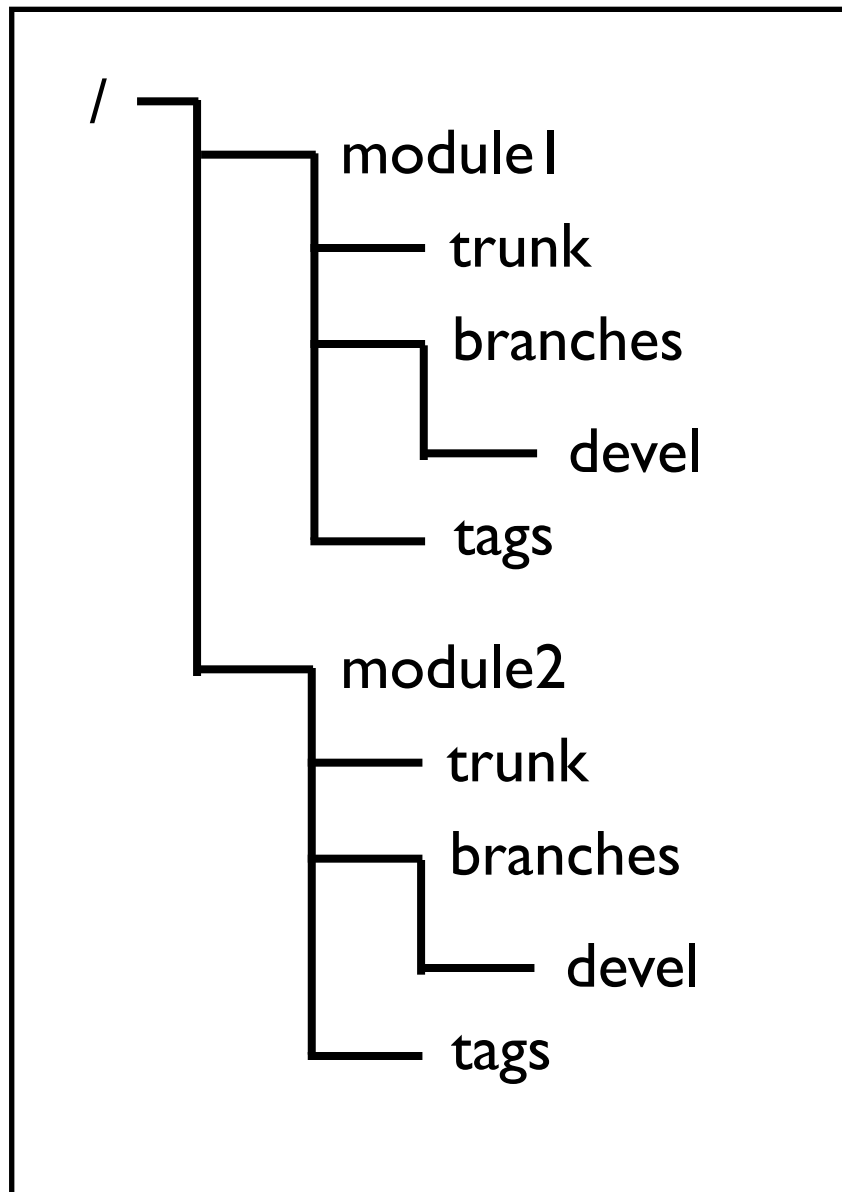 /
module1
trunk
branches
devel
tags
module2
trunk
branches
devel
tags